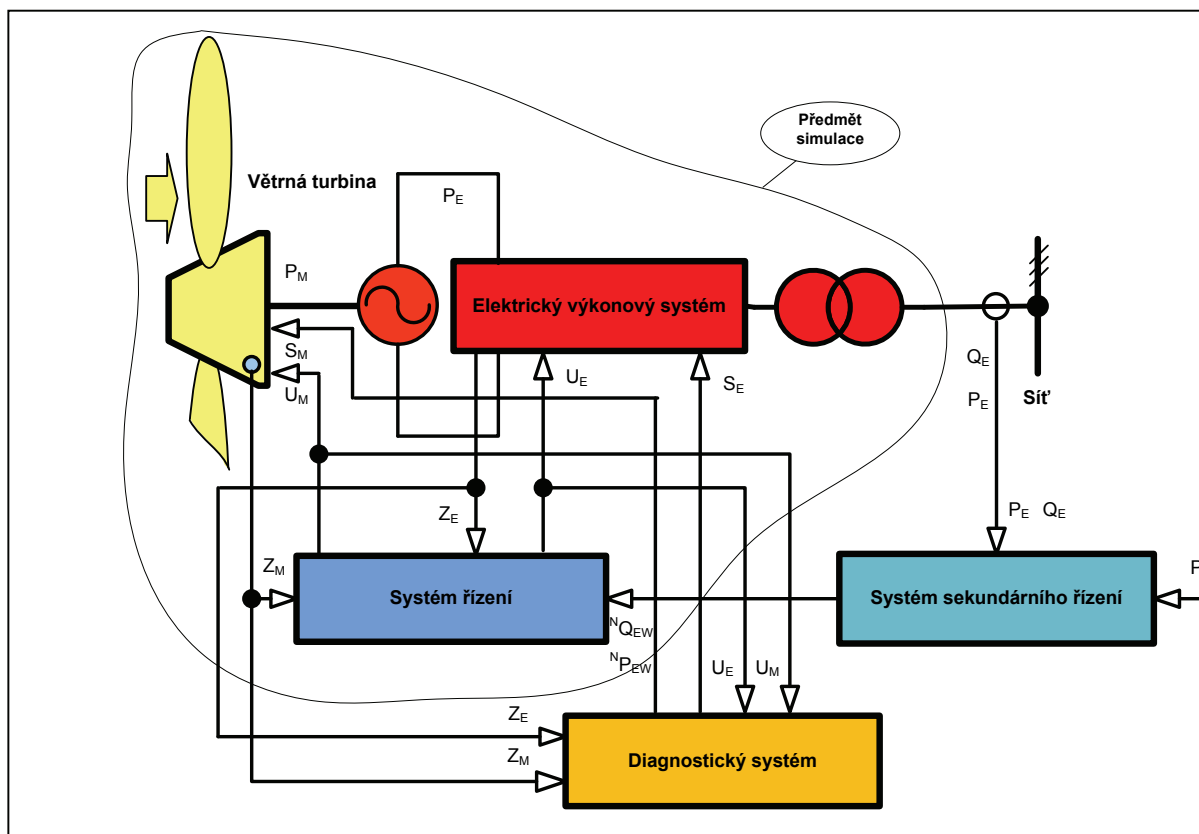 Předmět
simulace
Větrná turbina
P_E
P_M
Elektrický výkonový systém
S_M
U_E
S_E
Q_E
U_M
P_E
Síť
Z_E
P_E Q_E
Z_M
Systém řízení
Systém sekundárního řízení
P
^NQ_EW
^NP_EW
U_E U_M
Z_E
Z_M
Diagnostický systém